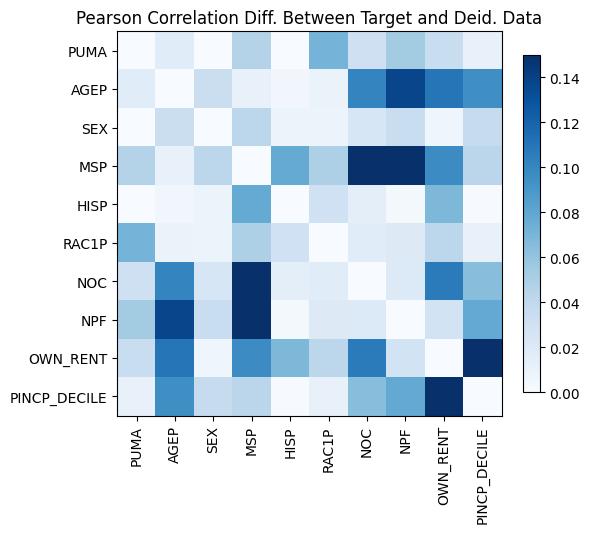 Pearson Correlation Diff. Between Target and Deid. Data
PUMA
AGEP
SEX
MSP
HISP
RAC1P
NOC
NPF
OWN_RENT
PINCP_DECILE
PUMA
AGEP
SEX
MSP
HISP
RAC1P
NOC
NPF
OWN_RENT
PINCP_DECILE
0.14
0.12
0.10
0.08
0.06
0.04
0.02
0.00